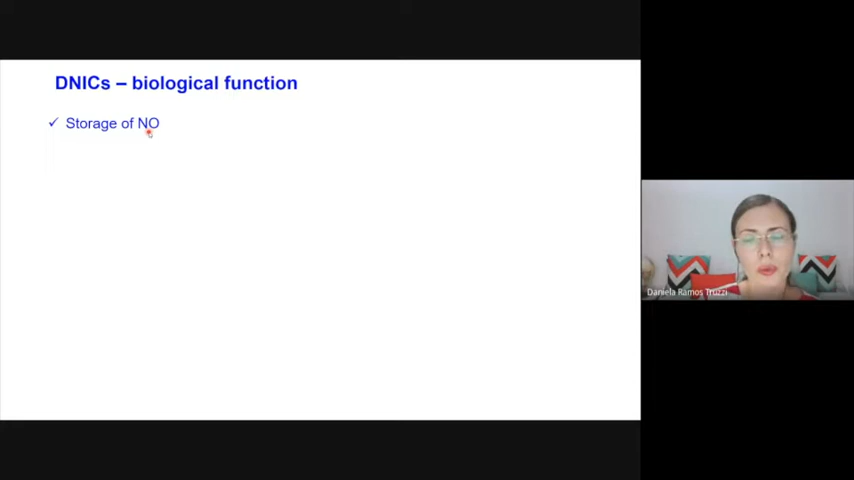 DNICs – biological function
✓ Storage of NO
Daniela Ramos Truzzi